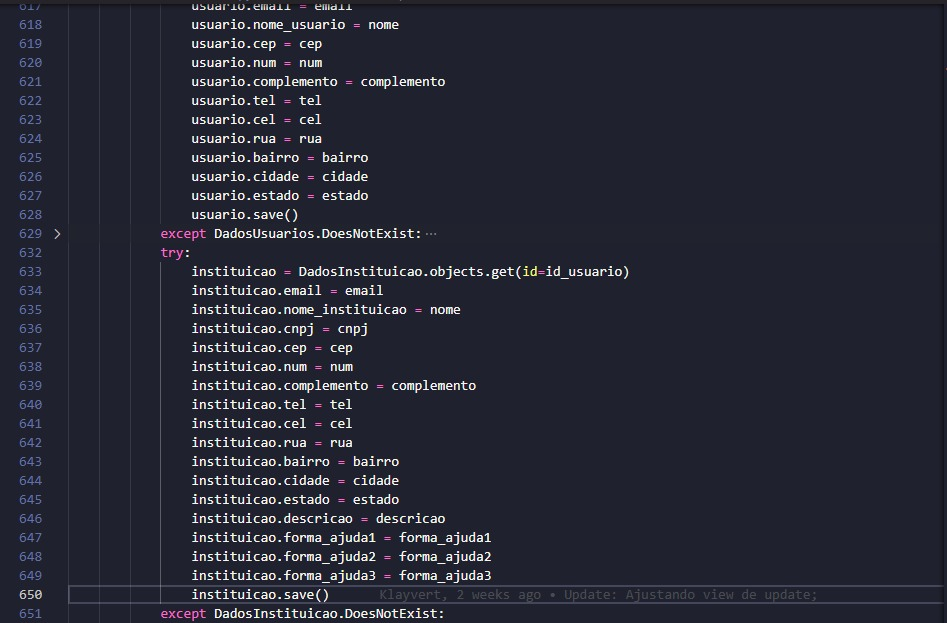 617 usuario.email = email
618 usuario.nome_usuario = nome
619 usuario.cep = cep
620 usuario.num = num
621 usuario.complemento = complemento
622 usuario.tel = tel
623 usuario.cel = cel
624 usuario.rua = rua
625 usuario.bairro = bairro
626 usuario.cidade = cidade
627 usuario.estado = estado
628 usuario.save()
629 > except DadosUsuarios.DoesNotExist: ⋯
632 try:
633 instituicao = DadosInstituicao.objects.get(id=id_usuario)
634 instituicao.email = email
635 instituicao.nome_instituicao = nome
636 instituicao.cnpj = cnpj
637 instituicao.cep = cep
638 instituicao.num = num
639 instituicao.complemento = complemento
640 instituicao.tel = tel
641 instituicao.cel = cel
642 instituicao.rua = rua
643 instituicao.bairro = bairro
644 instituicao.cidade = cidade
645 instituicao.estado = estado
646 instituicao.descricao = descricao
647 instituicao.forma_ajuda1 = forma_ajuda1
648 instituicao.forma_ajuda2 = forma_ajuda2
649 instituicao.forma_ajuda3 = forma_ajuda3
650 instituicao.save() Klayvert, 2 weeks ago • Update: Ajustando view de update;
651 except DadosInstituicao.DoesNotExist: